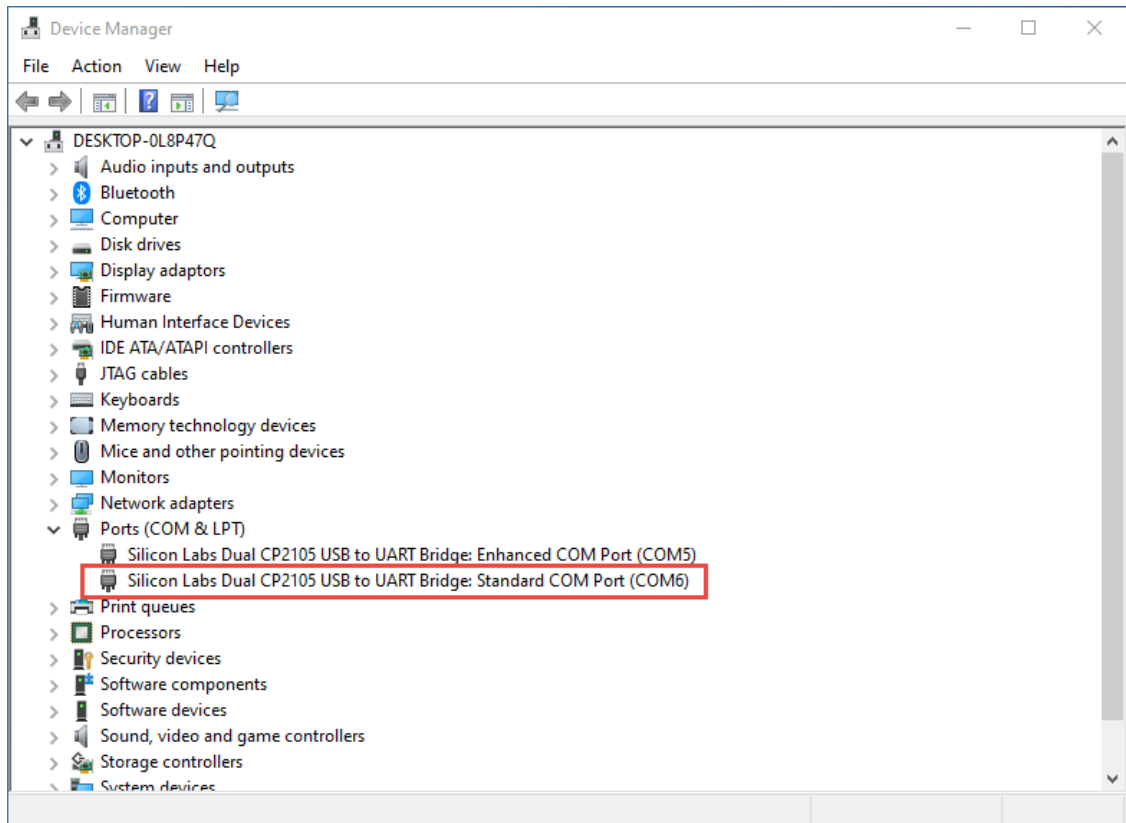 Device Manager
File Action View Help
DESKTOP-0L8P47Q
Audio inputs and outputs
Bluetooth
Computer
Disk drives
Display adaptors
Firmware
Human Interface Devices
IDE ATA/ATAPI controllers
JTAG cables
Keyboards
Memory technology devices
Mice and other pointing devices
Monitors
Network adapters
Ports (COM & LPT)
Silicon Labs Dual CP2105 USB to UART Bridge: Enhanced COM Port (COM5)
Silicon Labs Dual CP2105 USB to UART Bridge: Standard COM Port (COM6)
Print queues
Processors
Security devices
Software components
Software devices
Sound, video and game controllers
Storage controllers
System devices